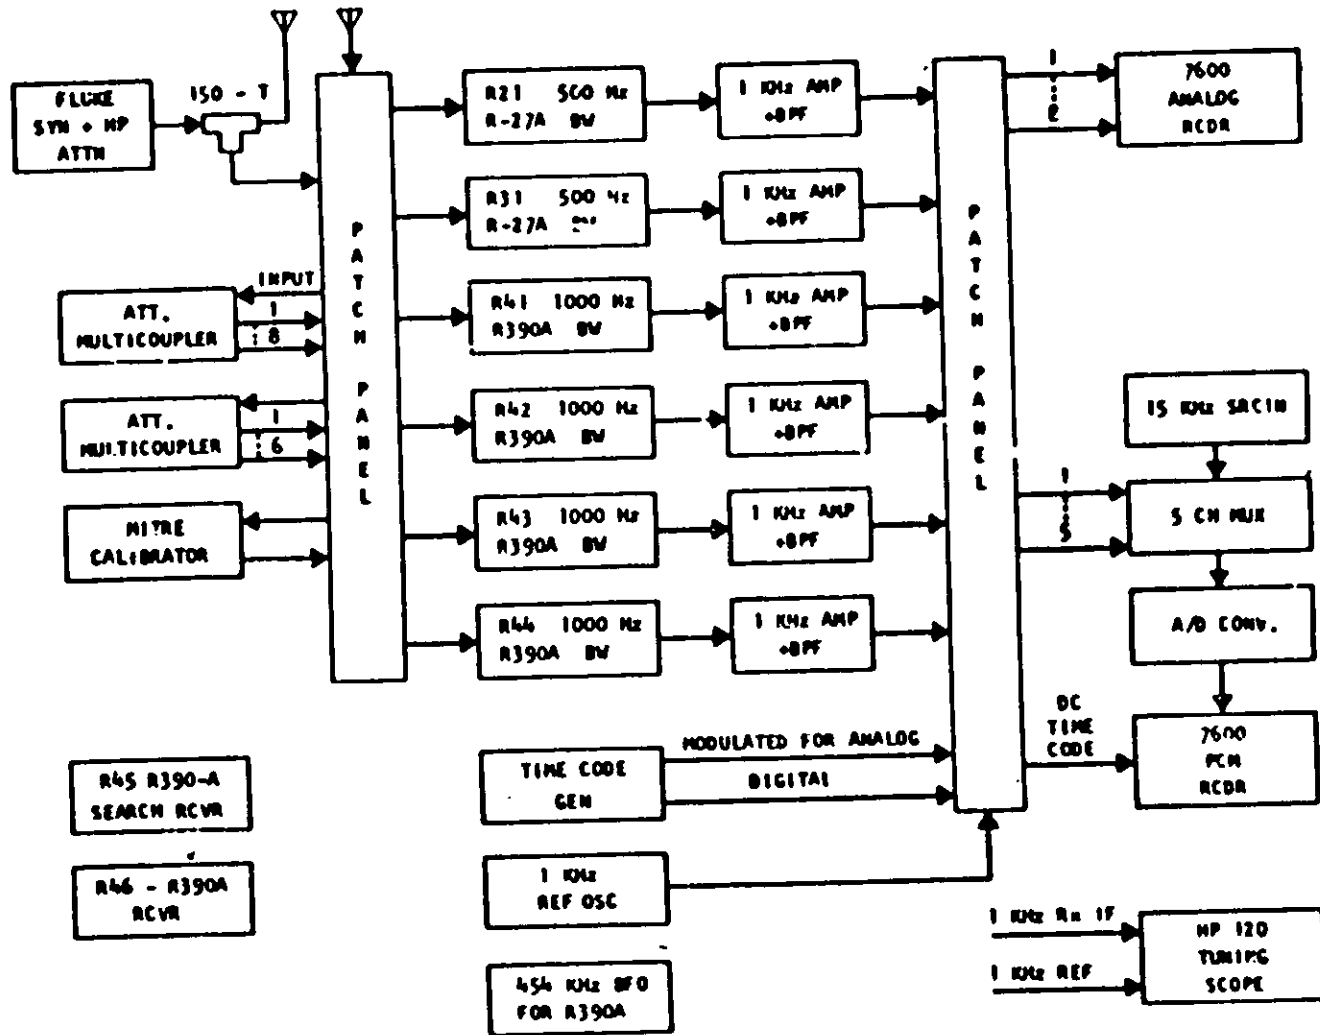 FLUKE
SYN + HP
ATTN
150 - T
PATCH PANEL
INPUT
ATT.
MULTICOUPLER
1
8
ATT.
MULTICOUPLER
1
6
MITRE
CALIBRATOR
R21 500 Hz
R-27A BW
1 KHz AMP
+BPF
R31 500 Hz
R-27A
1 KHz AMP
+BPF
R41 1000 Hz
R390A BW
1 KHz AMP
+BPF
R42 1000 Hz
R390A BW
1 KHz AMP
+BPF
R43 1000 Hz
R390A BW
1 KHz AMP
+BPF
R44 1000 Hz
R390A BW
1 KHz AMP
+BPF
PATCH PANEL
1
7600
ANALOG
RCDR
15 KHz
1
5
5 CH MUX
A/D CONV.
DC
TIME
CODE
7600
PCM
RCDR
TIME CODE
GEN
MODULATED FOR ANALOG
DIGITAL
R45 R390-A
SEARCH RCVR
R46 - R390A
RCVR
1 KHz
REF OSC
454 KHz BFO
FOR R390A
1 KHz Rx IF
1 KHz REF
HP 120
TUNING
SCOPE